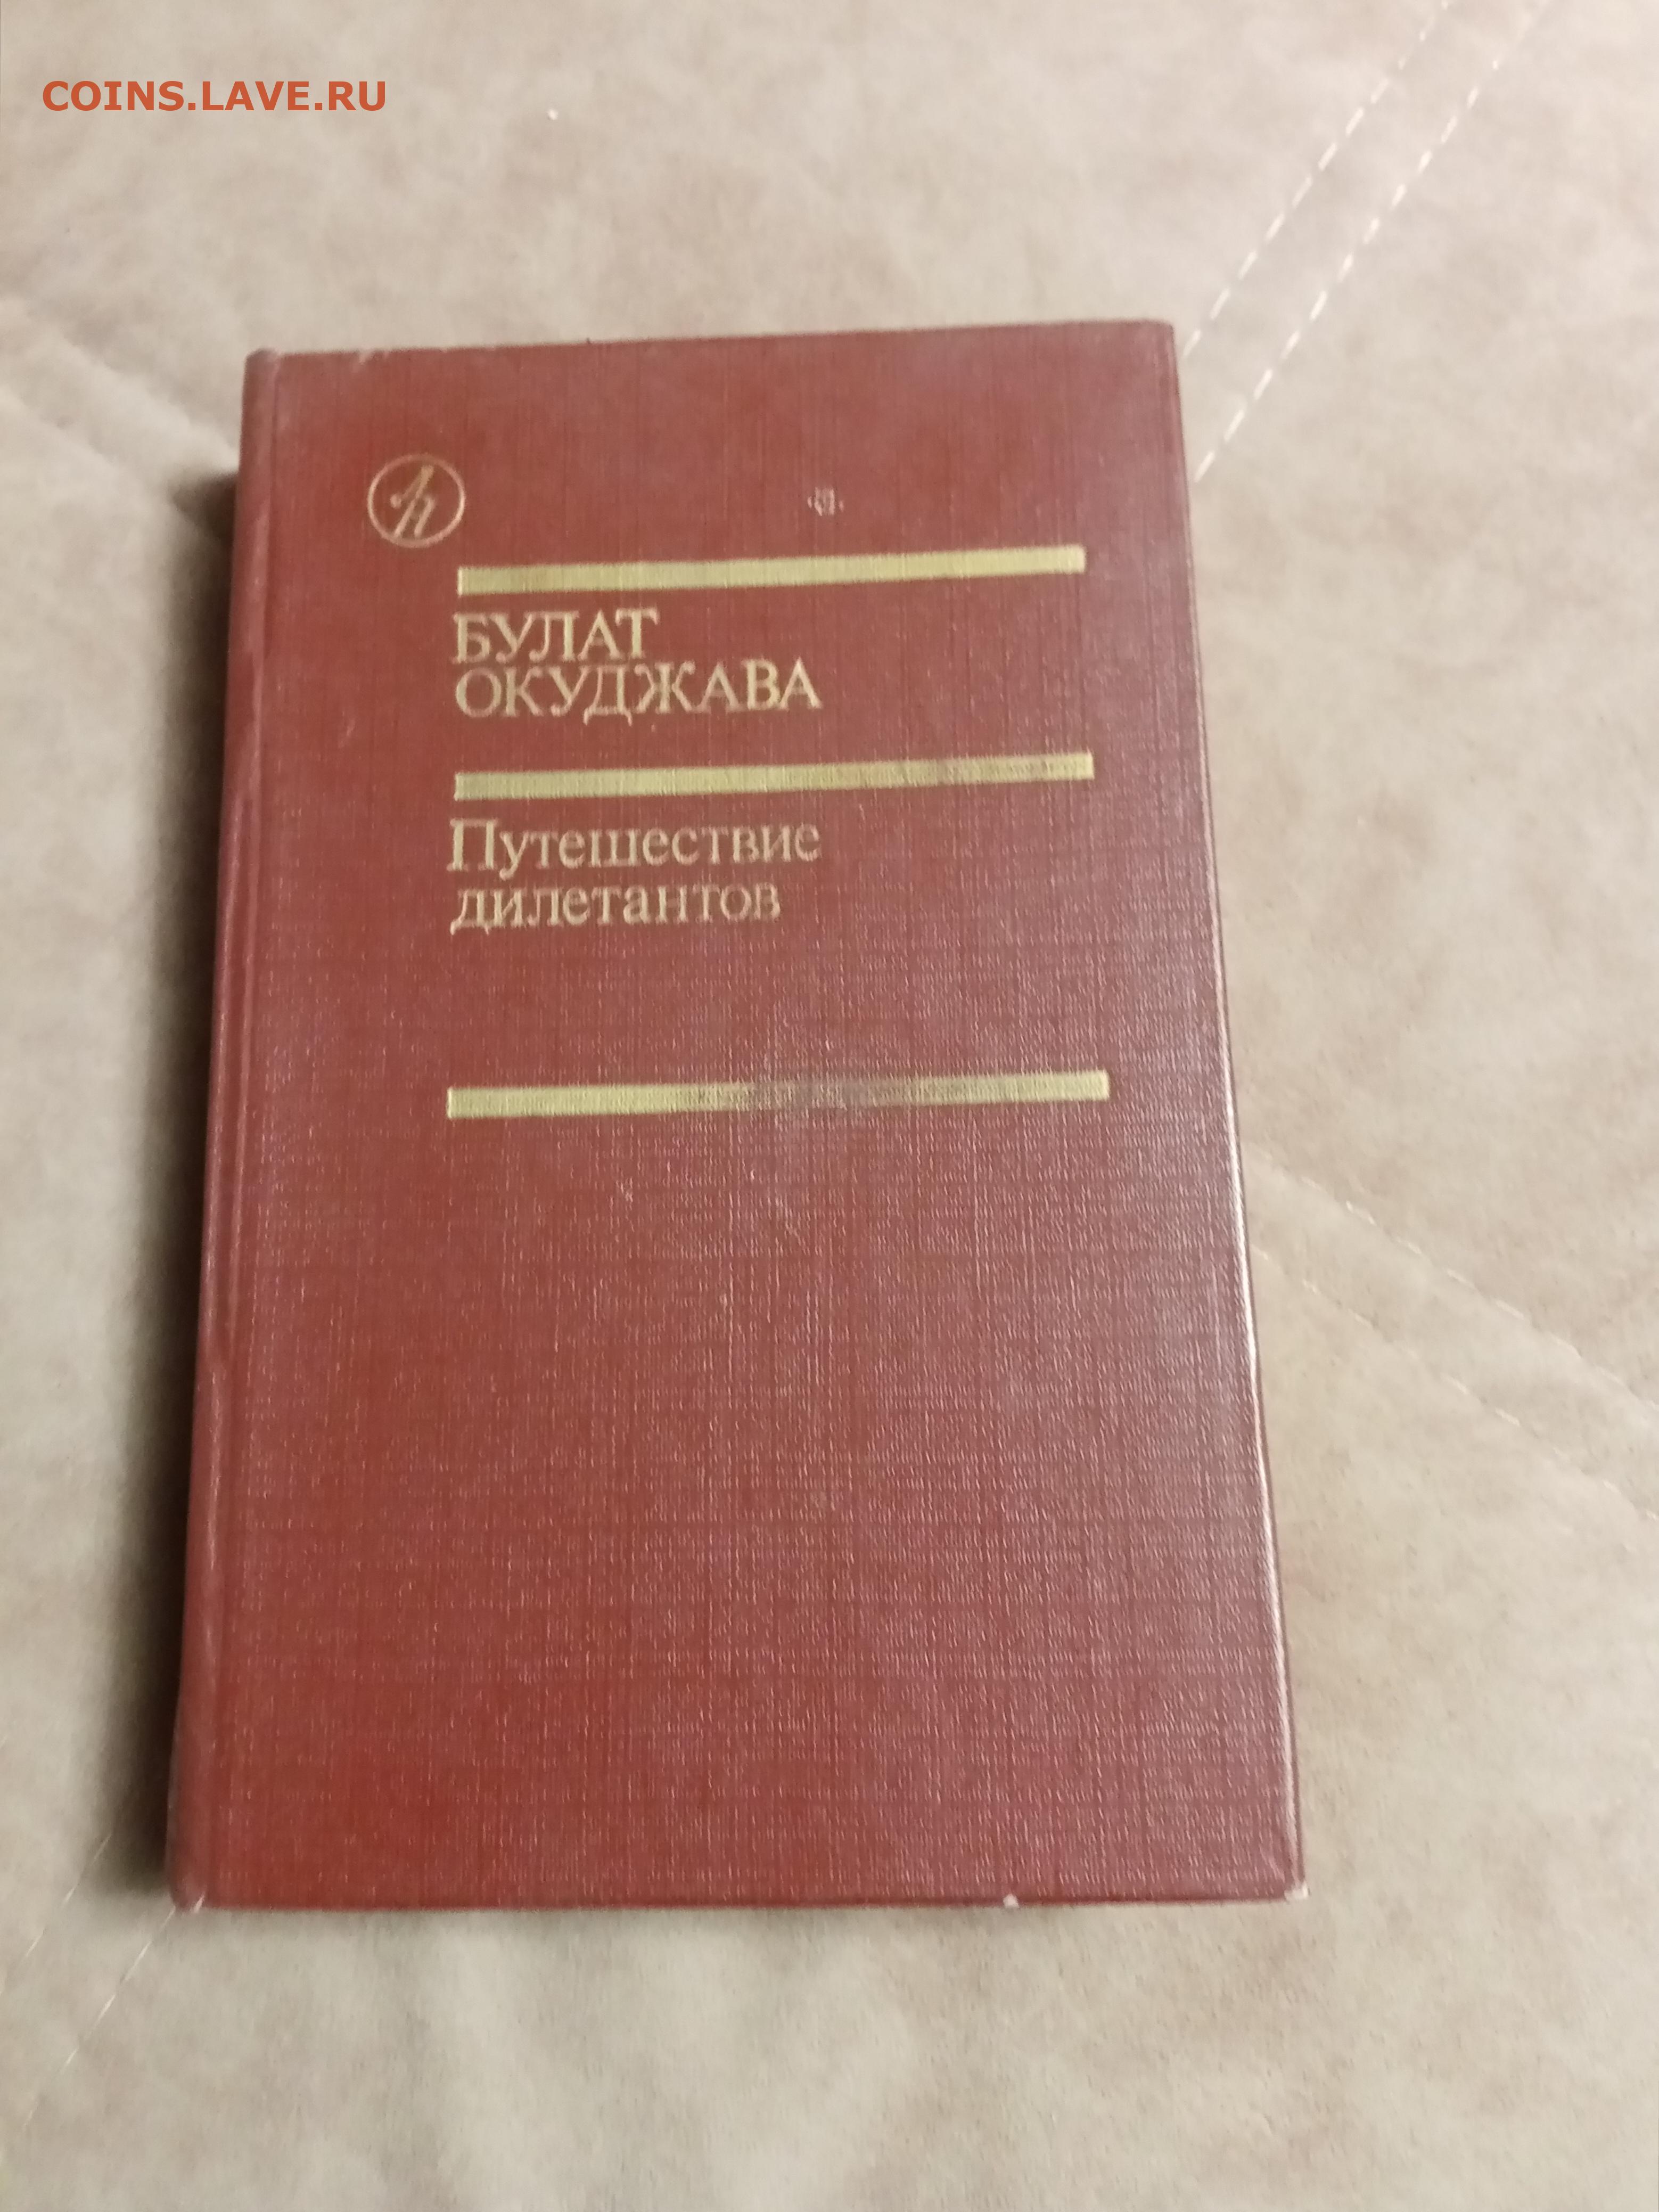 COINS.LAVE.RU
БУЛАТ
ОКУДЖАВА
Путешествие
дилетантов